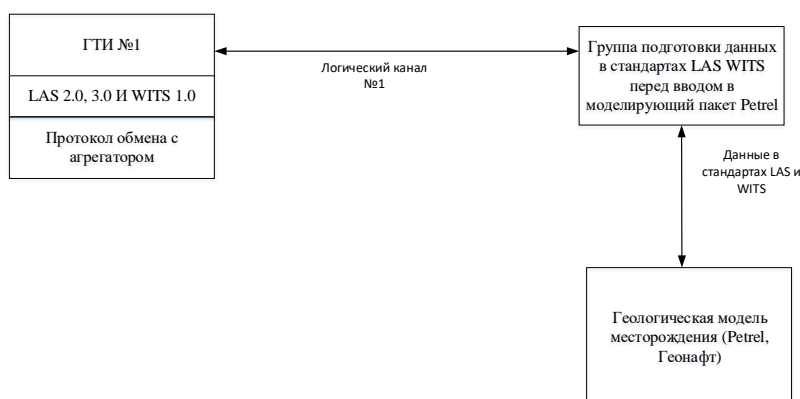 ГТИ №1
LAS 2.0, 3.0 И WITS 1.0
Протокол обмена с
агрегатором
Логический канал
№1
Группа подготовки данных
в стандартах LAS WITS
перед вводом в
моделирующий пакет Petrel
Данные в
стандартах LAS и
WITS
Геологическая модель
месторождения (Petrel,
Геонафт)